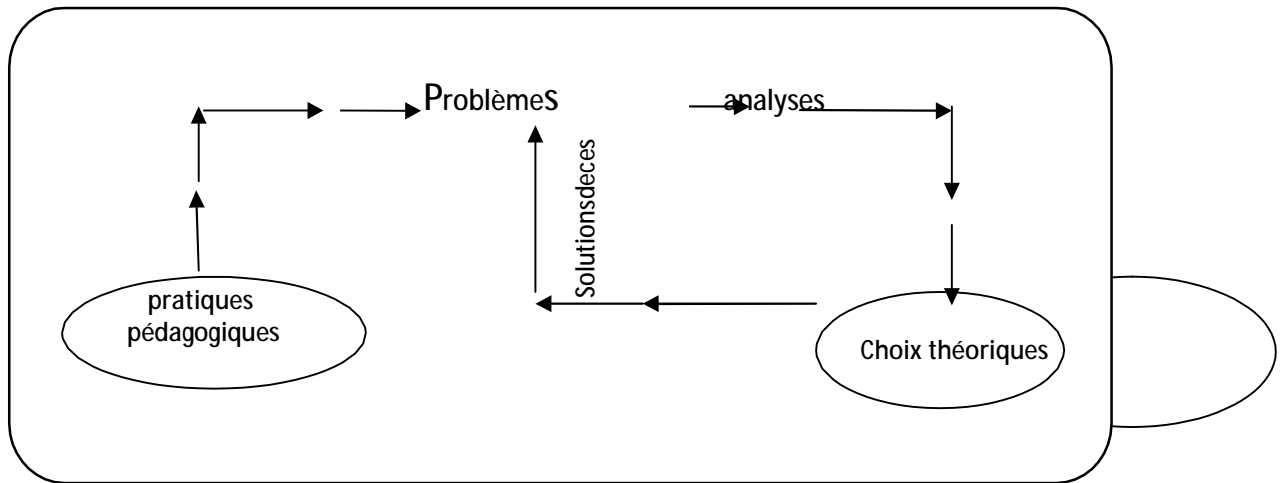 Problèmes
analyses
Solutionsdeces
pratiques
pédagogiques
Choix théoriques